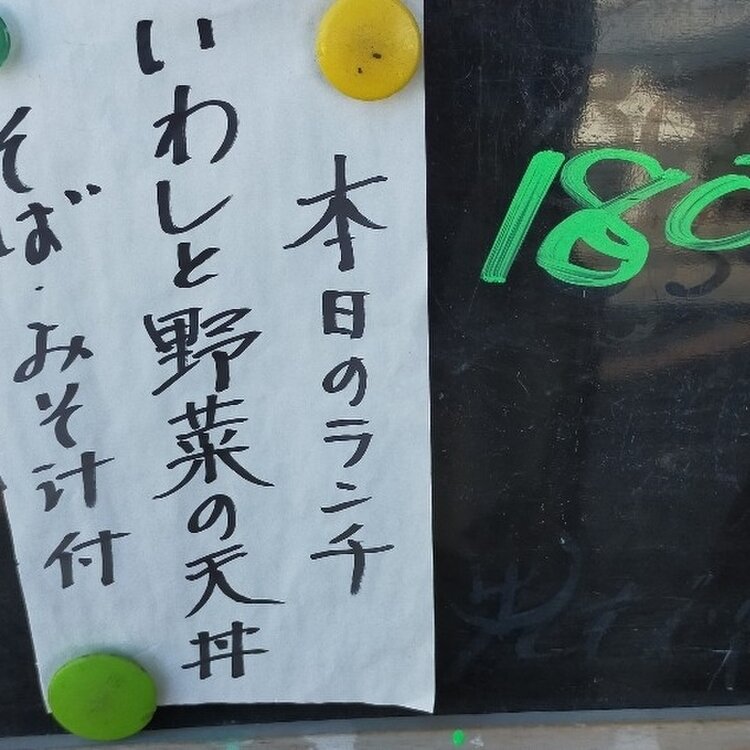 本日のランチ
いわしと野菜の天丼
そば・みそ汁付
180